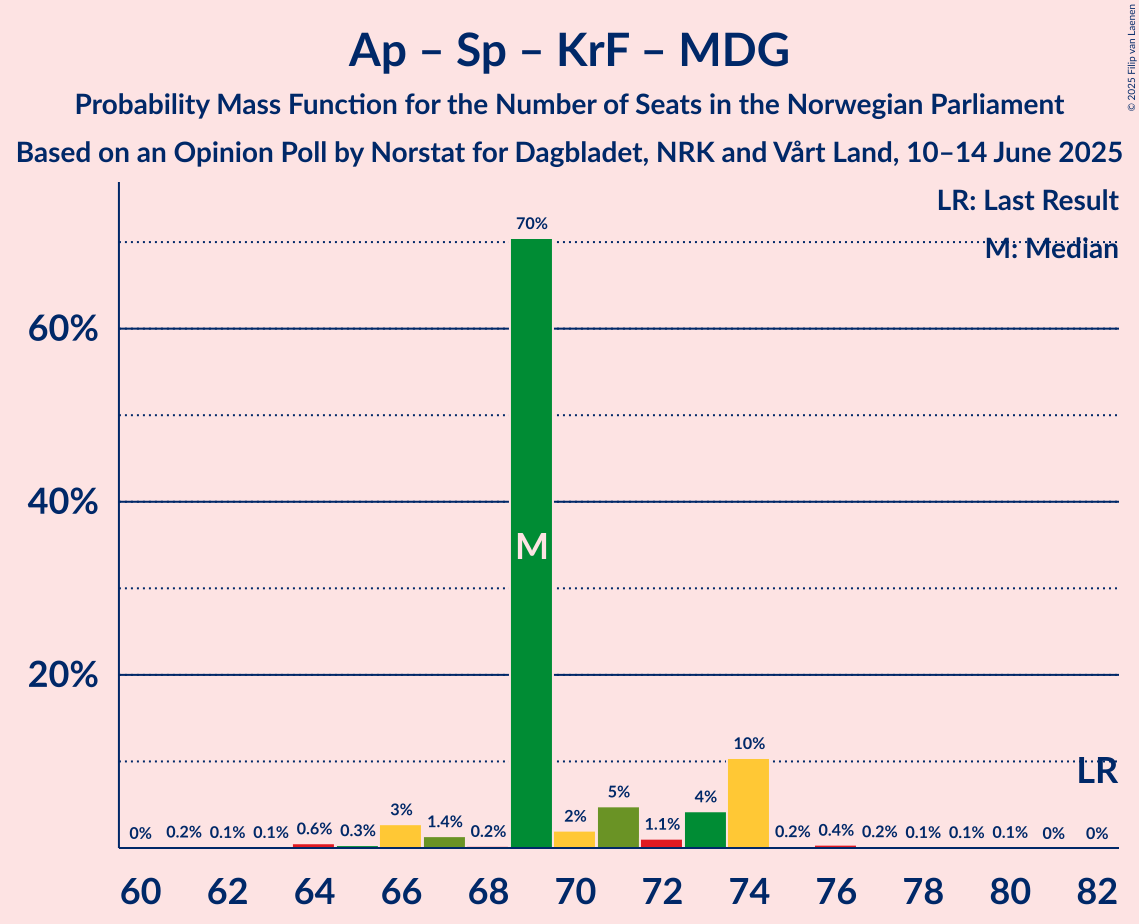 Ap – Sp – KrF – MDG
Probability Mass Function for the Number of Seats in the Norwegian Parliament
Based on an Opinion Poll by Norstat for Dagbladet, NRK and Vårt Land, 10–14 June 2025
© 2025 Filip van Laenen
LR: Last Result
M: Median
60%
40%
20%
0% 0.2% 0.1% 0.1% 0.6% 0.3% 3% 1.4% 0.2% 70% 2% 5% 1.1% 4% 10% 0.2% 0.4% 0.2% 0.1% 0.1% 0.1% 0% 0%
M
LR
60 62 64 66 68 70 72 74 76 78 80 82